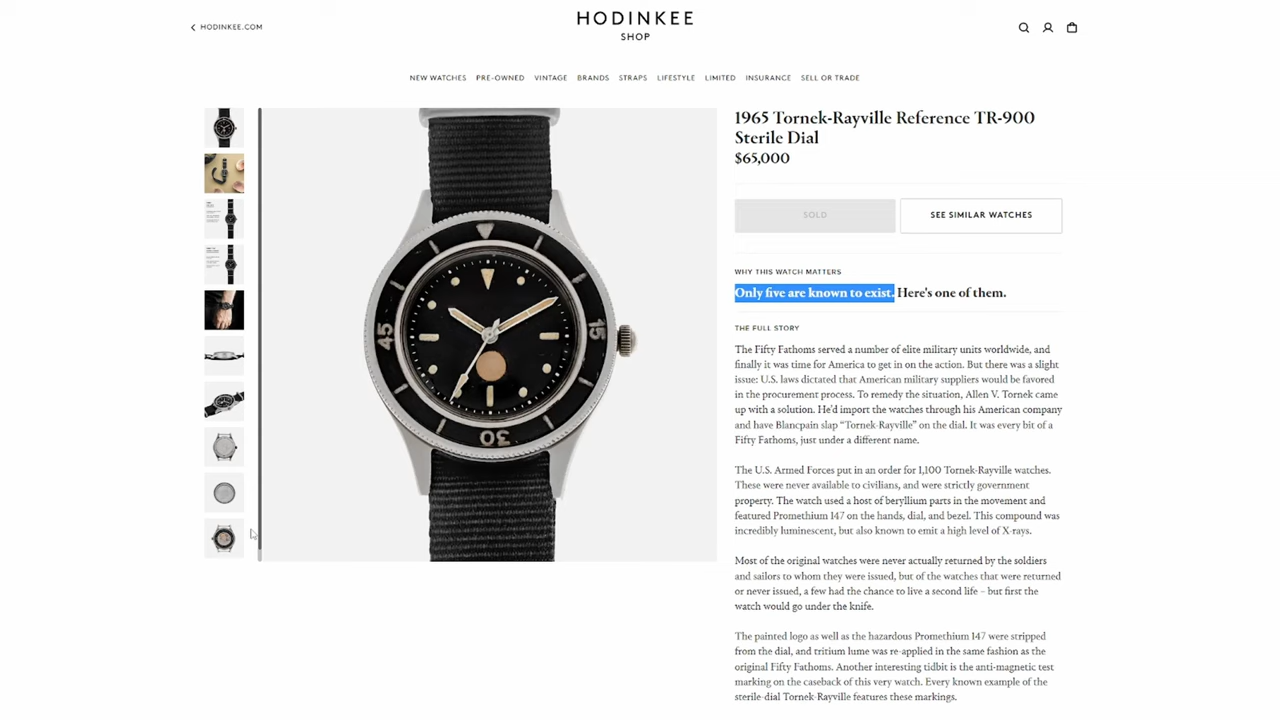 HODINKEE.COM
HODINKEE
SHOP
NEW WATCHES PRE-OWNED VINTAGE BRANDS STRAPS LIFESTYLE LIMITED INSURANCE SELL OR TRADE
45
15
30
1965 Tornek-Rayville Reference TR-900
Sterile Dial
$65,000
SOLD
SEE SIMILAR WATCHES
WHY THIS WATCH MATTERS
Only five are known to exist. Here's one of them.
THE FULL STORY
The Fifty Fathoms served a number of elite military units worldwide, and
finally it was time for America to get in on the action. But there was a slight
issue: U.S. laws dictated that American military suppliers would be favored
in the procurement process. To remedy the situation, Allen V. Tornek came
up with a solution. He'd import the watches through his American company
and have Blancpain slap “Tornek-Rayville” on the dial. It was every bit of a
Fifty Fathoms, just under a different name.
The U.S. Armed Forces put in an order for 1,100 Tornek-Rayville watches.
These were never available to civilians, and were strictly government
property. The watch used a host of beryllium parts in the movement and
featured Promethium 147 on the hands, dial, and bezel. This compound was
incredibly luminescent, but also known to emit a high level of X-rays.
Most of the original watches were never actually returned by the soldiers
and sailors to whom they were issued, but of the watches that were returned
or never issued, a few had the chance to live a second life – but first the
watch would go under the knife.
The painted logo as well as the hazardous Promethium 147 were stripped
from the dial, and tritium lume was re-applied in the same fashion as the
original Fifty Fathoms. Another interesting tidbit is the anti-magnetic test
marking on the caseback of this very watch. Every known example of the
sterile-dial Tornek-Rayville features these markings.